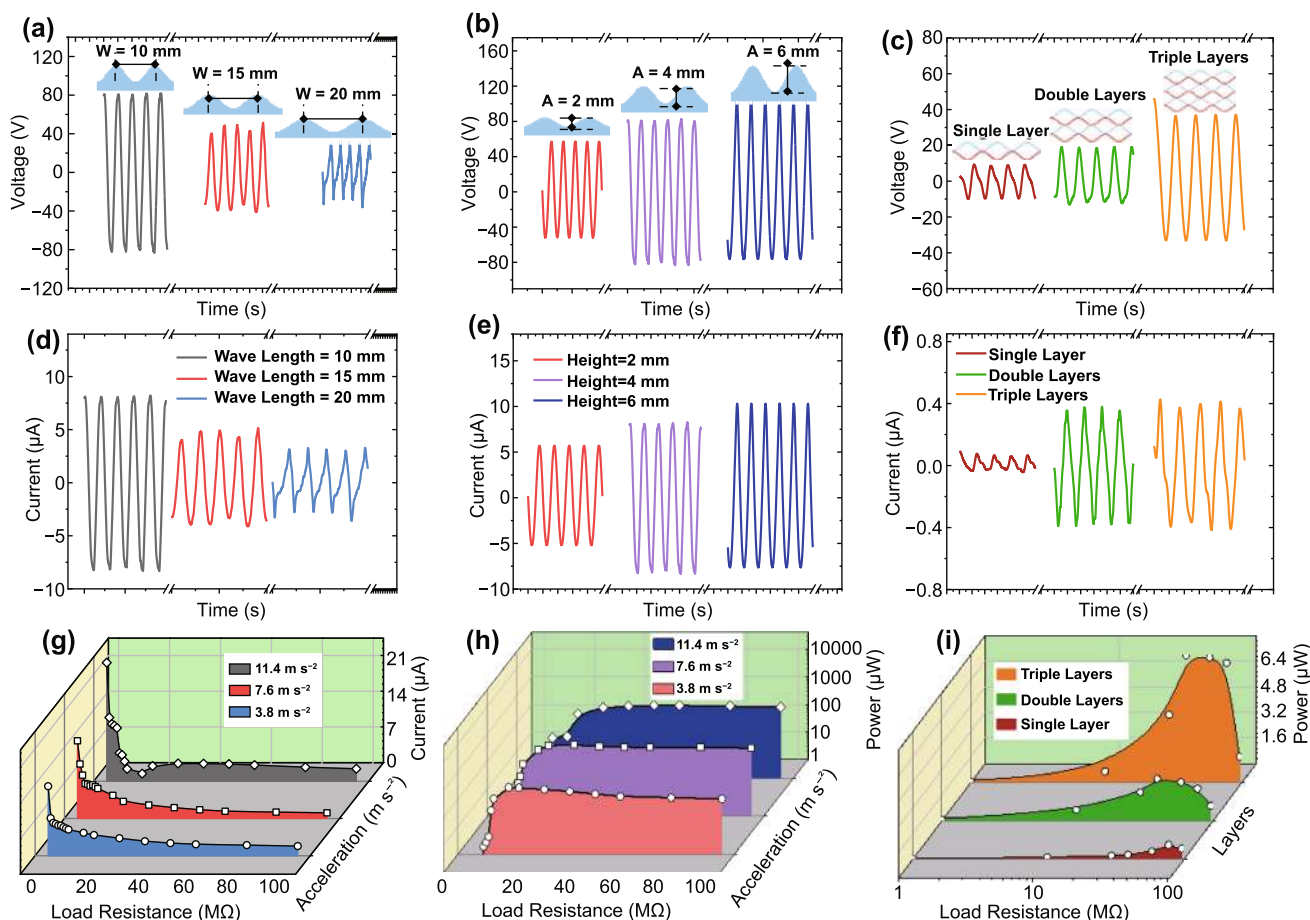 (a)
120
80
40
0
−40
−80
−120
Voltage (V)
W = 10 mm
W = 15 mm
W = 20 mm
Time (s)
(b)
160
120
80
40
0
−40
−80
Voltage (V)
A = 2 mm
A = 4 mm
A = 6 mm
Time (s)
(c)
80
60
40
20
0
−20
−40
−60
Voltage (V)
Single Layer
Double Layers
Triple Layers
Time (s)
(d)
10
5
0
−5
−10
Current (µA)
Wave Length = 10 mm
Wave Length = 15 mm
Wave Length = 20 mm
Time (s)
(e)
15
10
5
0
−5
−10
Current (µA)
Height=2 mm
Height=4 mm
Height=6 mm
Time (s)
(f)
0.8
0.4
0.0
−0.4
−0.8
Current (µA)
Single Layer
Double Layers
Triple Layers
Time (s)
(g)
11.4 m s⁻²
7.6 m s⁻²
3.8 m s⁻²
21
14
7
0
Current (µA)
Acceleration (m s⁻²)
0 20 40 60 80 100
Load Resistance (MΩ)
(h)
11.4 m s⁻²
7.6 m s⁻²
3.8 m s⁻²
10000
1000
100
10
1
Power (µW)
Acceleration (m s⁻²)
0 20 40 60 80 100
Load Resistance (MΩ)
(i)
Triple Layers
Double Layers
Single Layer
6.4
4.8
3.2
1.6
Power (µW)
Layers
1 10 100
Load Resistance (MΩ)